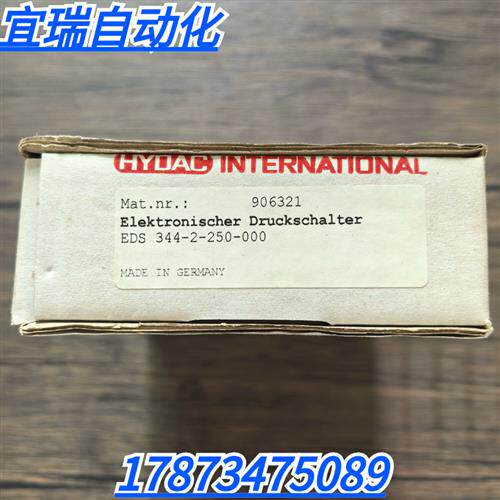 宜瑞自动化
HYDAC INTERNATIONAL
Mat.nr.: 906321
Elektronischer Druckschalter
EDS 344-2-250-000
MADE IN GERMANY
17873475089